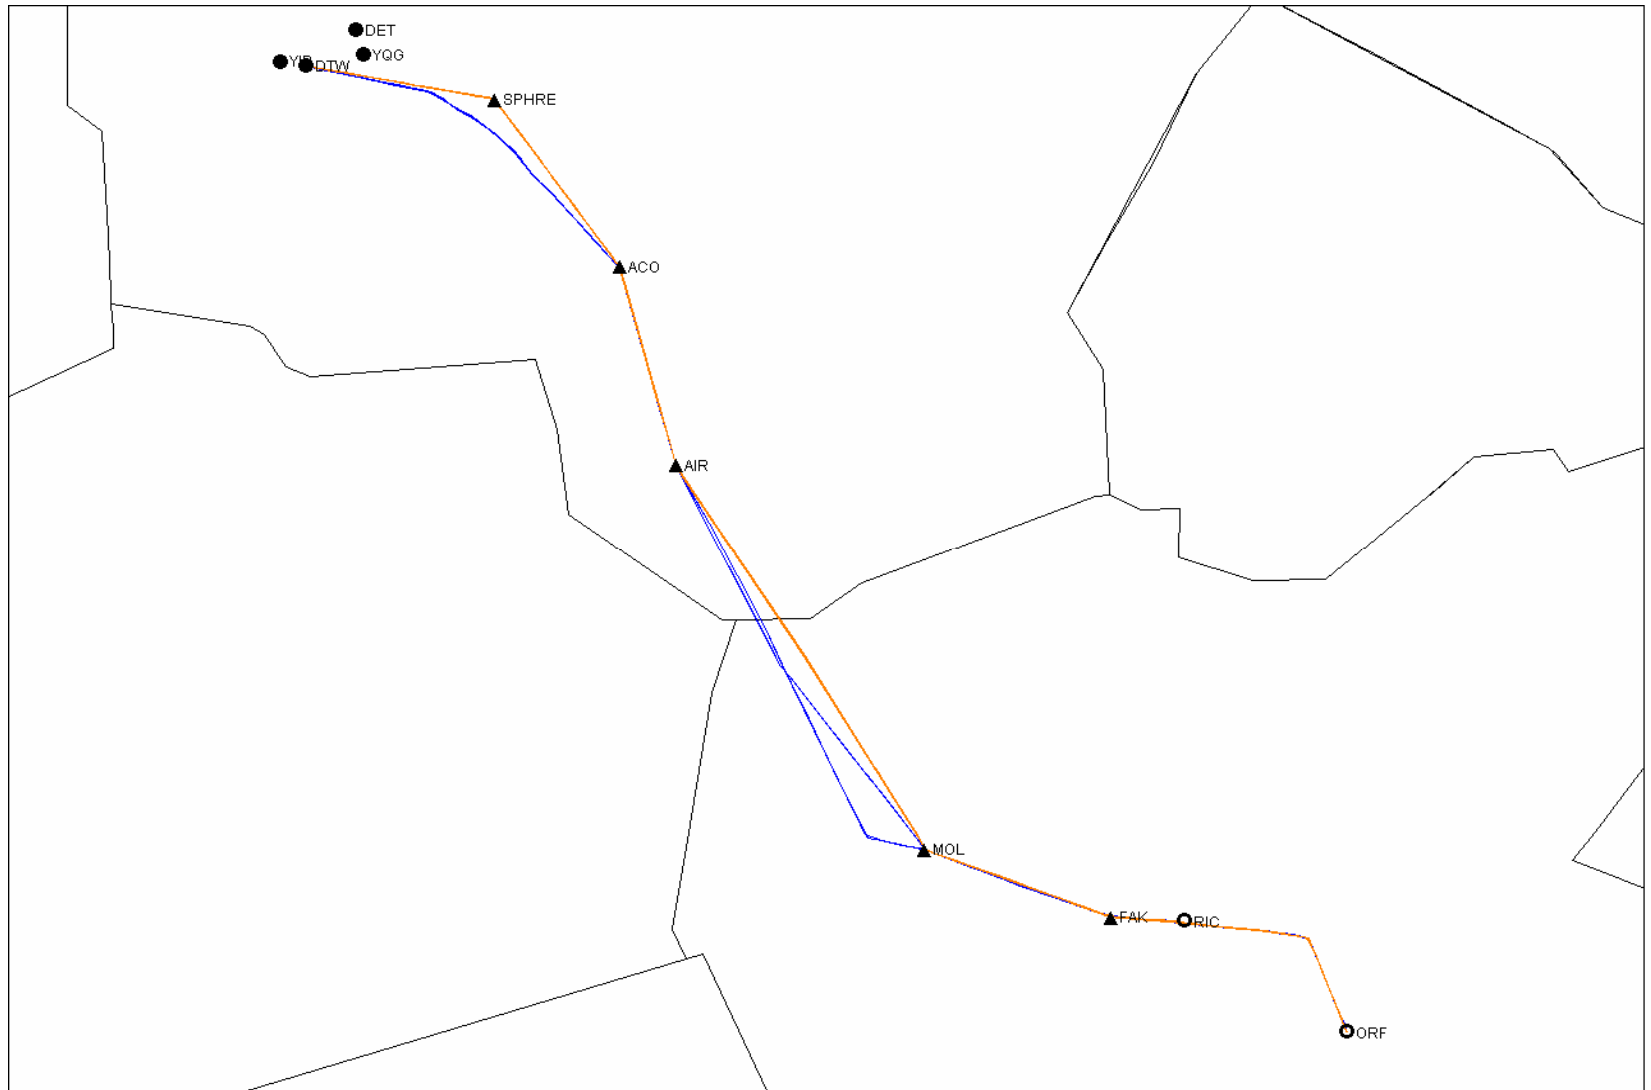 DET
YQG
YIP
DTW
SPHRE
ACO
AIR
MOL
FAK
RIC
ORF